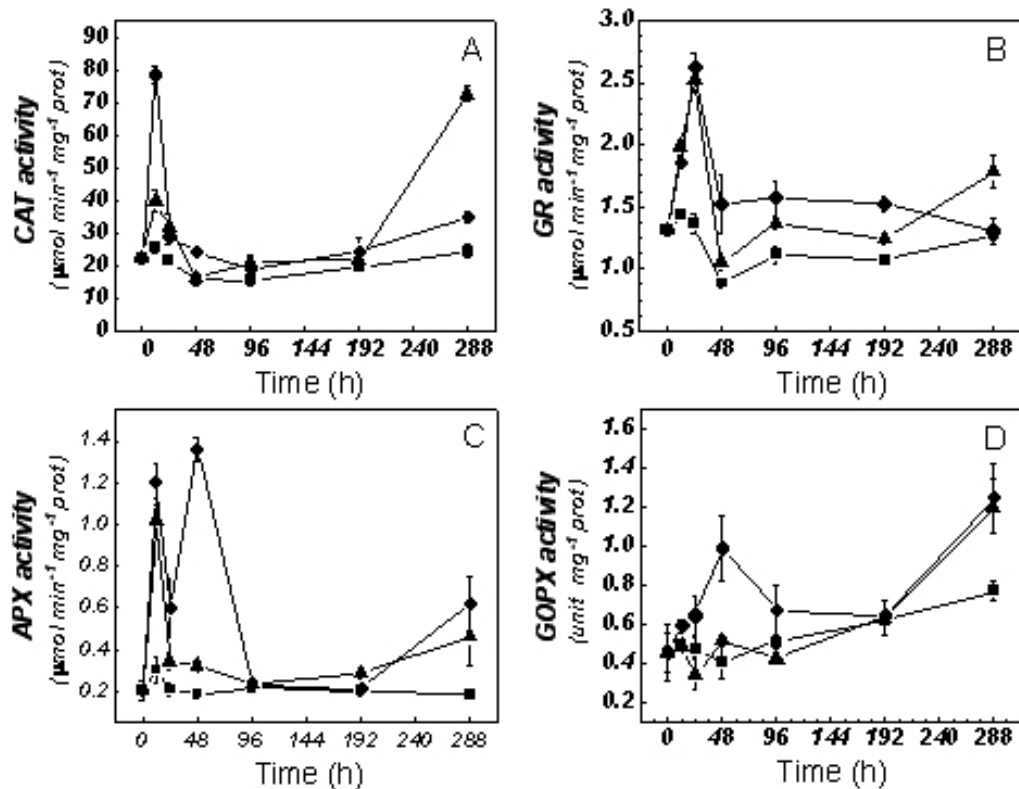 A
CAT activity
(µmol min⁻¹ mg⁻¹ prot)
90
80
70
60
50
40
30
20
10
0
0 48 96 144 192 240 288
Time (h)
B
GR activity
(µmol min⁻¹ mg⁻¹ prot)
3.0
2.5
2.0
1.5
1.0
0.5
0 48 96 144 192 240 288
Time (h)
C
APX activity
(µmol min⁻¹ mg⁻¹ prot)
1.4
1.2
1.0
0.8
0.6
0.4
0.2
0 48 96 144 192 240 288
Time (h)
D
GOPX activity
(unit mg⁻¹ prot)
1.6
1.4
1.2
1.0
0.8
0.6
0.4
0.2
0 48 96 144 192 240 288
Time (h)